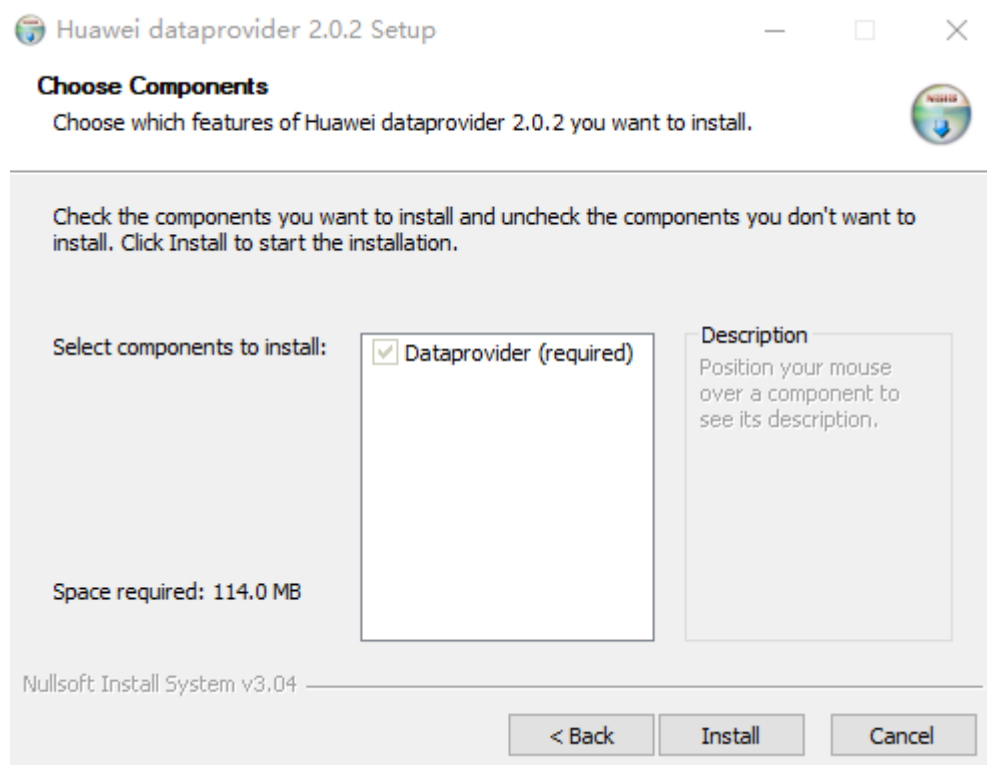 Huawei dataprovider 2.0.2 Setup
Choose Components
Choose which features of Huawei dataprovider 2.0.2 you want to install.
NSIS
Check the components you want to install and uncheck the components you don't want to
install. Click Install to start the installation.
Select components to install:
Dataprovider (required)
Description
Position your mouse
over a component to
see its description.
Space required: 114.0 MB
Nullsoft Install System v3.04
< Back
Install
Cancel